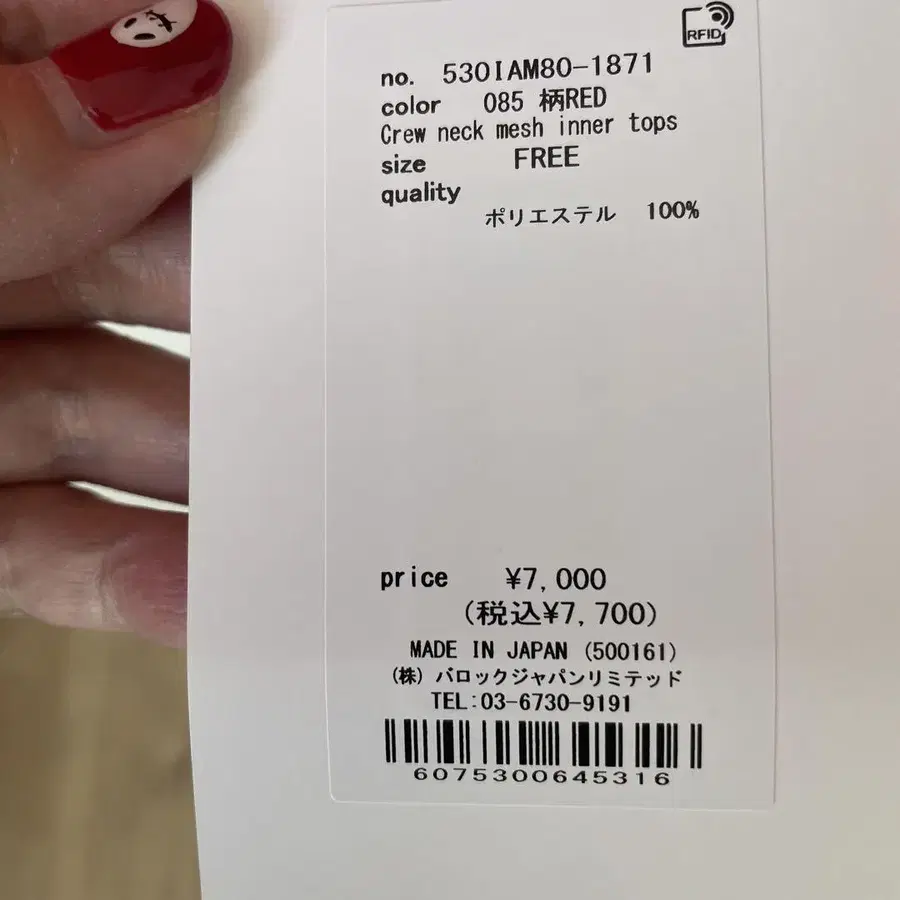 RFID
no. 530IAM80-1871
color 085 柄RED
Crew neck mesh inner tops
size FREE
quality
ポリエステル 100%
price ¥7,000
(税込¥7,700)
MADE IN JAPAN (500161)
(株) バロックジャパンリミテッド
TEL:03-6730-9191
6075300645316